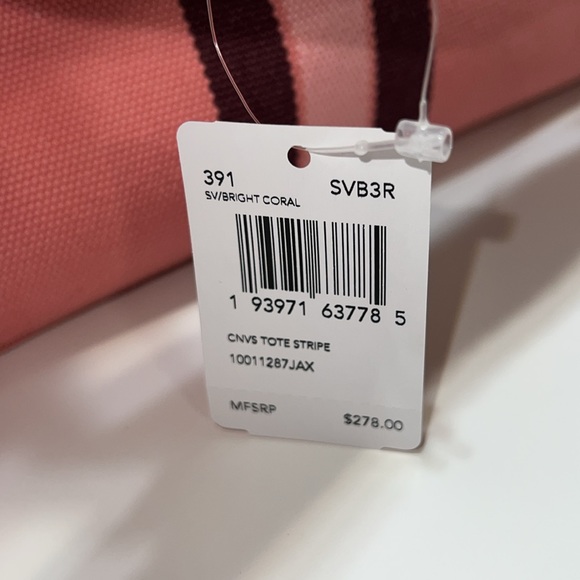 391 SVB3R
SV/BRIGHT CORAL
1 93971 63778 5
CNVS TOTE STRIPE
10011287JAX
MFSRP $278.00